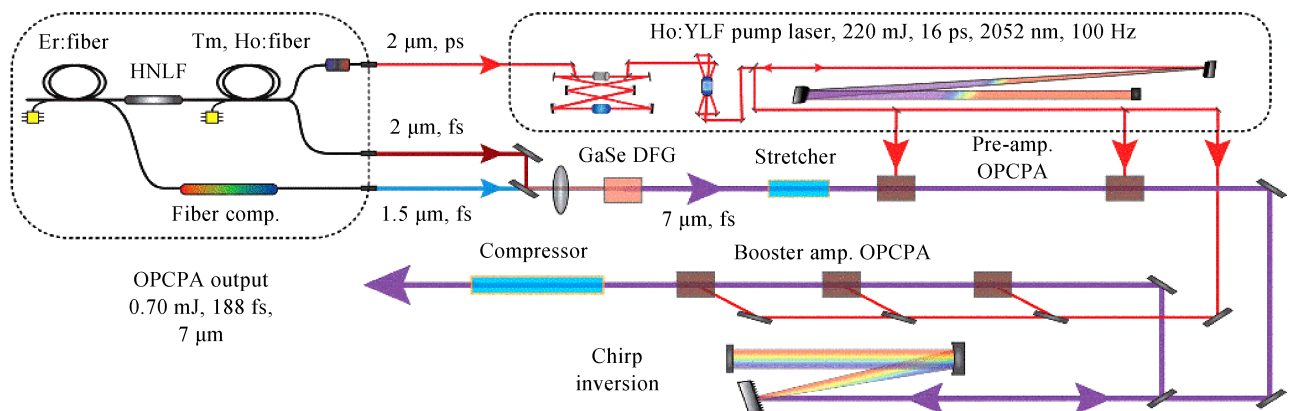 Er:fiber
HNLF
Tm, Ho:fiber
2 μm, ps
Ho:YLF pump laser, 220 mJ, 16 ps, 2052 nm, 100 Hz
2 μm, fs
GaSe DFG
Stretcher
Pre-amp.
OPCPA
Fiber comp.
1.5 μm, fs
7 μm, fs
OPCPA output
0.70 mJ, 188 fs,
7 μm
Compressor
Booster amp. OPCPA
Chirp
inversion